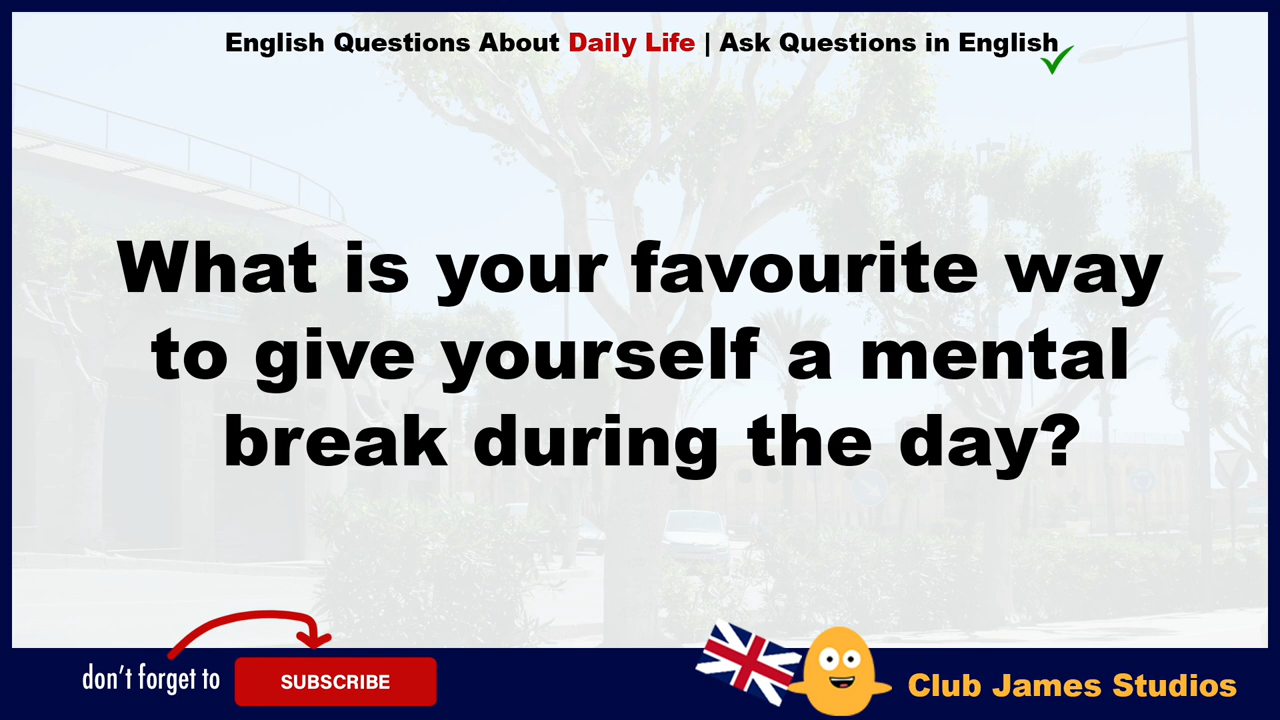 English Questions About Daily Life | Ask Questions in English
What is your favourite way
to give yourself a mental
break during the day?
don't forget to
SUBSCRIBE
Club James Studios